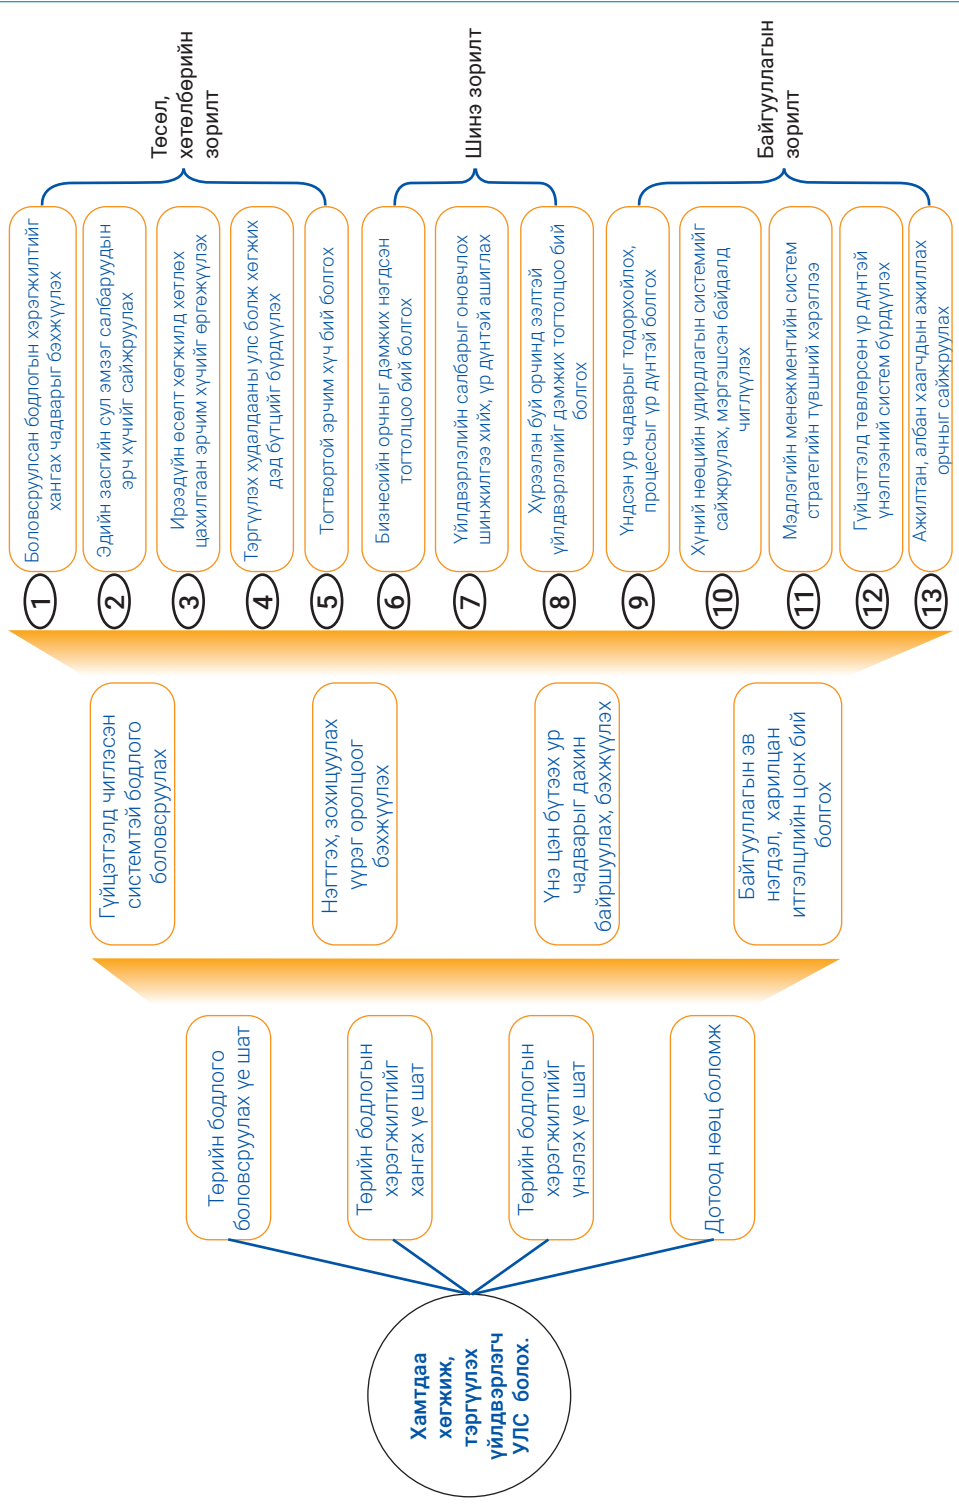 Хамтдаа
хөгжиж,
тэргүүлэх
үйлдвэрлэгч
УЛС болох.
Төрийн бодлого
боловсруулах үе шат
Төрийн бодлогын
хэрэгжилтийг
хангах үе шат
Төрийн бодлогын
хэрэгжилтийг
үнэлэх үе шат
Дотоод нөөц боломж
Гүйцэтгэлд чиглэсэн
системтэй бодлого
боловсруулах
Нэгтгэх, зохицуулах
үүрэг оролцоог
бэхжүүлэх
Үнэ цэн бүтээх ур
чадварыг дахин
байршуулах, бэхжүүлэх
Байгууллагын эв
нэгдэл, харилцан
итгэлцлийн цонх бий
болгох
1
Боловсруулсан бодлогын хэрэгжилтийг
хангах чадварыг бэхжүүлэх
2
Эдийн засгийн сул эмзэг салбаруудын
эрч хүчийг сайжруулах
3
Ирээдүйн өсөлт хөгжилд хөтлөх
цахилгаан эрчим хүчийг өргөжүүлэх
4
Тэргүүлэх худалдааны улс болж хөгжих
дэд бүтцийг бүрдүүлэх
5
Тогтвортой эрчим хүч бий болгох
6
Бизнесийн орчныг дэмжих нэгдсэн
тогтолцоо бий болгох
7
Үйлдвэрлэлийн салбарыг оновчлох
шинжилгээ хийх, үр дүнтэй ашиглах
8
Хүрээлэн буй орчинд ээлтэй
үйлдвэрлэлийг дэмжих тогтолцоо бий
болгох
9
Үндсэн ур чадварыг тодорхойлох,
процессыг үр дүнтэй болгох
10
Хүний нөөцийн удирдлагын системийг
сайжруулах, мэргэшсэн байдалд
чиглүүлэх
11
Мэдлэгийн менежментийн систем
стратегийн түвшний хэрэглээ
12
Гүйцэтгэлд төвлөрсөн үр дүнтэй
үнэлгээний систем бүрдүүлэх
13
Ажилтан, албан хаагчдын ажиллах
орчныг сайжруулах
Төсөл,
хөтөлбөрийн
зорилт
Шинэ зорилт
Байгууллагын
зорилт